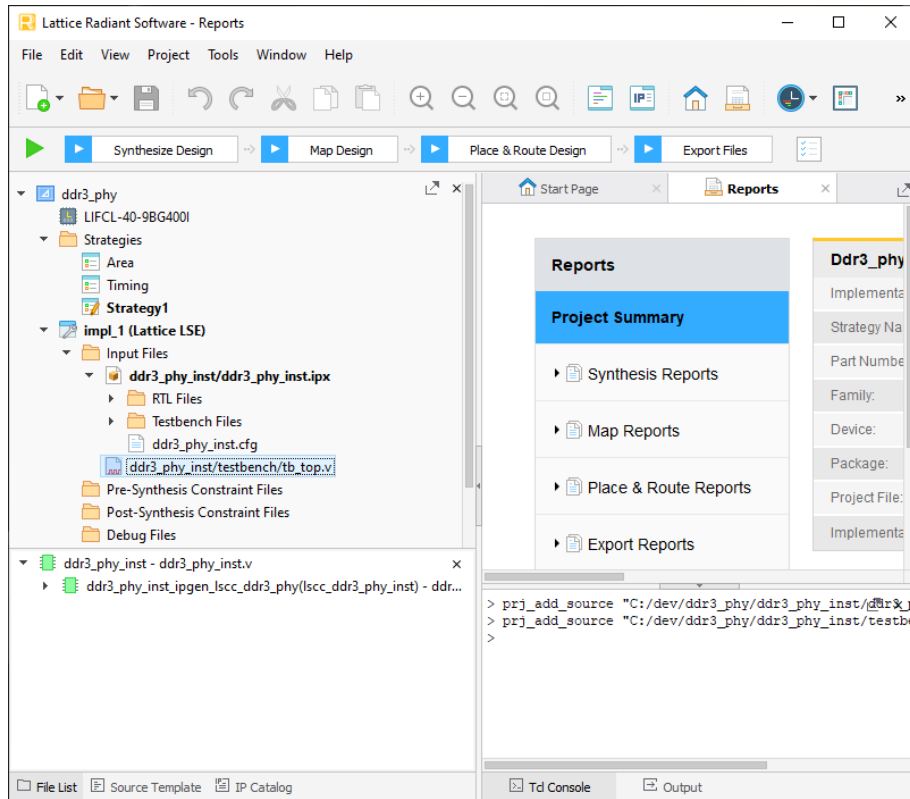 Lattice Radiant Software - Reports
File Edit View Project Tools Window Help
Synthesize Design Map Design Place & Route Design Export Files
ddr3_phy
LIFCL-40-9BG400I
Strategies
Area
Timing
Strategy1
impl_1 (Lattice LSE)
Input Files
ddr3_phy_inst/ddr3_phy_inst.ipx
RTL Files
Testbench Files
ddr3_phy_inst.cfg
ddr3_phy_inst/testbench/tb_top.v
Pre-Synthesis Constraint Files
Post-Synthesis Constraint Files
Debug Files
ddr3_phy_inst - ddr3_phy_inst.v
ddr3_phy_inst_ipgen_lscc_ddr3_phy(lscc_ddr3_phy_inst) - ddr...
File List Source Template IP Catalog
Start Page Reports
Reports
Project Summary
Synthesis Reports
Map Reports
Place & Route Reports
Export Reports
Ddr3_phy
Implementa
Strategy Na
Part Numbe
Family:
Device:
Package:
Project File:
Implementa
> prj_add_source "C:/dev/ddr3_phy/ddr3_phy_inst/
> prj_add_source "C:/dev/ddr3_phy/ddr3_phy_inst/testbe
>
Tcl Console Output